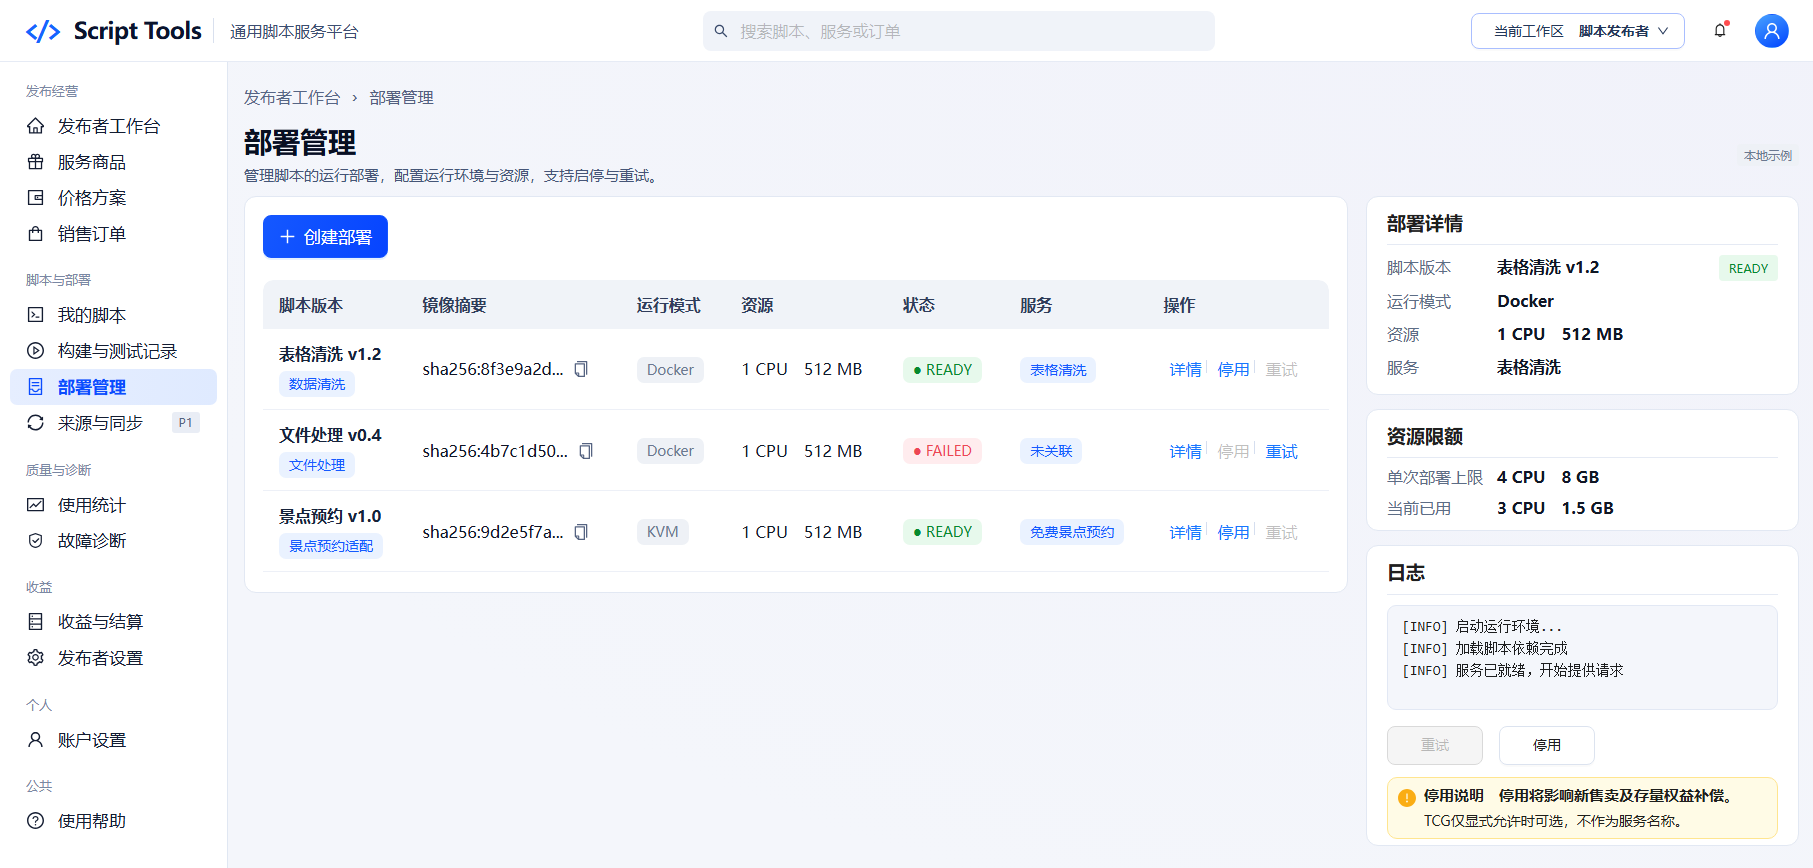 Script Tools
通用脚本服务平台
搜索脚本、服务或订单
当前工作区 脚本发布者
发布经营
发布者工作台
服务商品
价格方案
销售订单
脚本与部署
我的脚本
构建与测试记录
部署管理
来源与同步 P1
质量与诊断
使用统计
故障诊断
收益
收益与结算
发布者设置
个人
账户设置
公共
使用帮助
发布者工作台 › 部署管理
部署管理
管理脚本的运行部署，配置运行环境与资源，支持启停与重试。
本地示例
创建部署
脚本版本 镜像摘要 运行模式 资源 状态 服务 操作
表格清洗 v1.2
数据清洗
sha256:8f3e9a2d... Docker 1 CPU 512 MB READY 表格清洗 详情 停用 重试
文件处理 v0.4
文件处理
sha256:4b7c1d50... Docker 1 CPU 512 MB FAILED 未关联 详情 停用 重试
景点预约 v1.0
景点预约适配
sha256:9d2e5f7a... KVM 1 CPU 512 MB READY 免费景点预约 详情 停用 重试
部署详情
脚本版本 表格清洗 v1.2 READY
运行模式 Docker
资源 1 CPU 512 MB
服务 表格清洗
资源限额
单次部署上限 4 CPU 8 GB
当前已用 3 CPU 1.5 GB
日志
[INFO] 启动运行环境...
[INFO] 加载脚本依赖完成
[INFO] 服务已就绪，开始提供请求
重试 停用
停用说明 停用将影响新售卖及存量权益补偿。
TCG仅显式允许时可选，不作为服务名称。